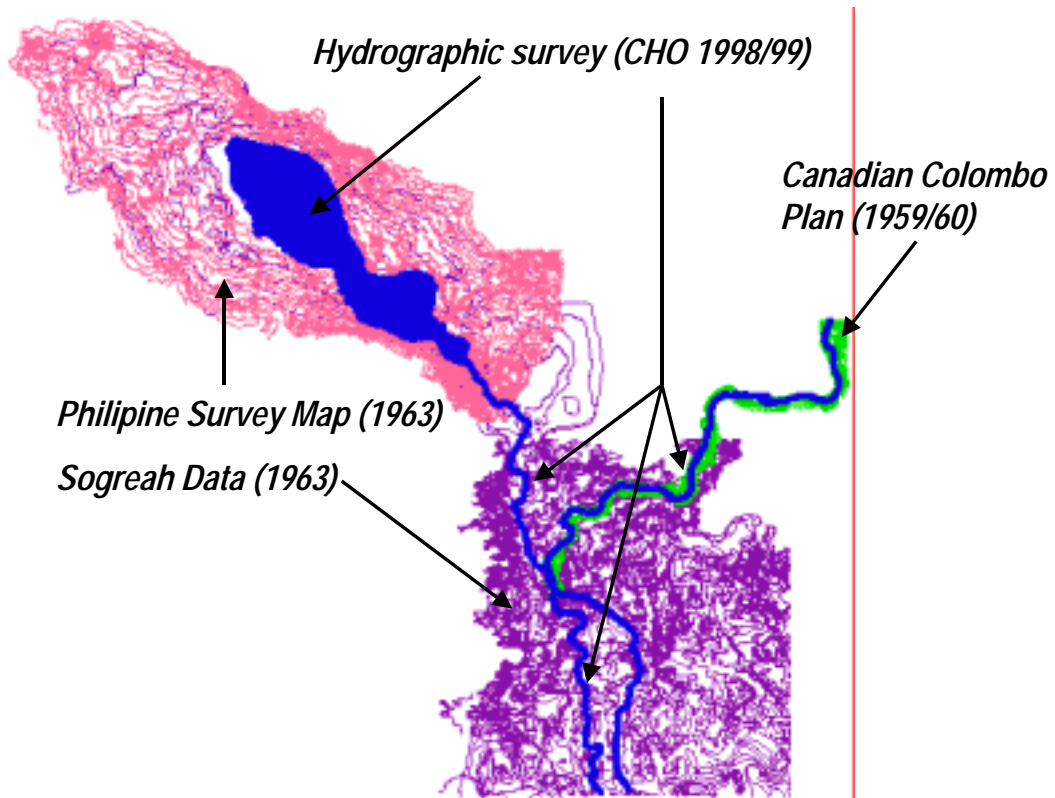 Hydrographic survey (CHO 1998/99)
Canadian Colombo
Plan (1959/60)
Philipine Survey Map (1963)
Sogreah Data (1963)